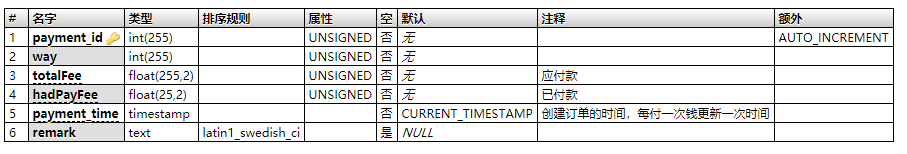 # 名字 类型 排序规则 属性 空 默认 注释 额外
1 payment_id int(255) UNSIGNED 否 无 AUTO_INCREMENT
2 way int(255) UNSIGNED 否 无
3 totalFee float(255,2) UNSIGNED 否 无 应付款
4 hadPayFee float(25,2) UNSIGNED 否 无 已付款
5 payment_time timestamp 否 CURRENT_TIMESTAMP 创建订单的时间，每付一次钱更新一次时间
6 remark text latin1_swedish_ci 是 NULL